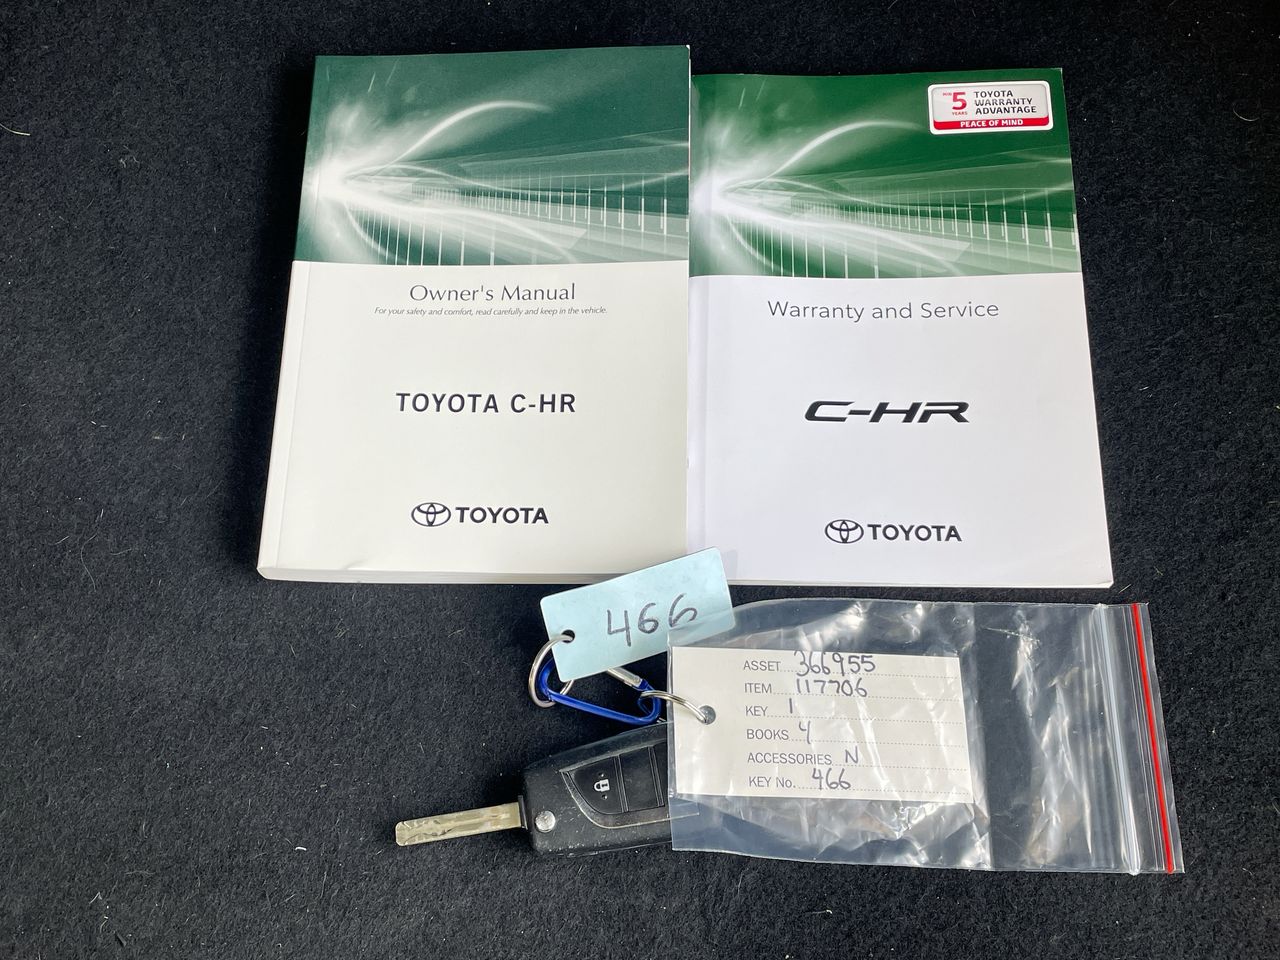 Owner's Manual
For your safety and comfort, read carefully and keep in the vehicle.
TOYOTA C-HR
TOYOTA
MIN 5 YEARS
TOYOTA
WARRANTY
ADVANTAGE
PEACE OF MIND
Warranty and Service
C-HR
TOYOTA
466
ASSET 366955
ITEM 117706
KEY 1
BOOKS 4
ACCESSORIES N
KEY No. 466